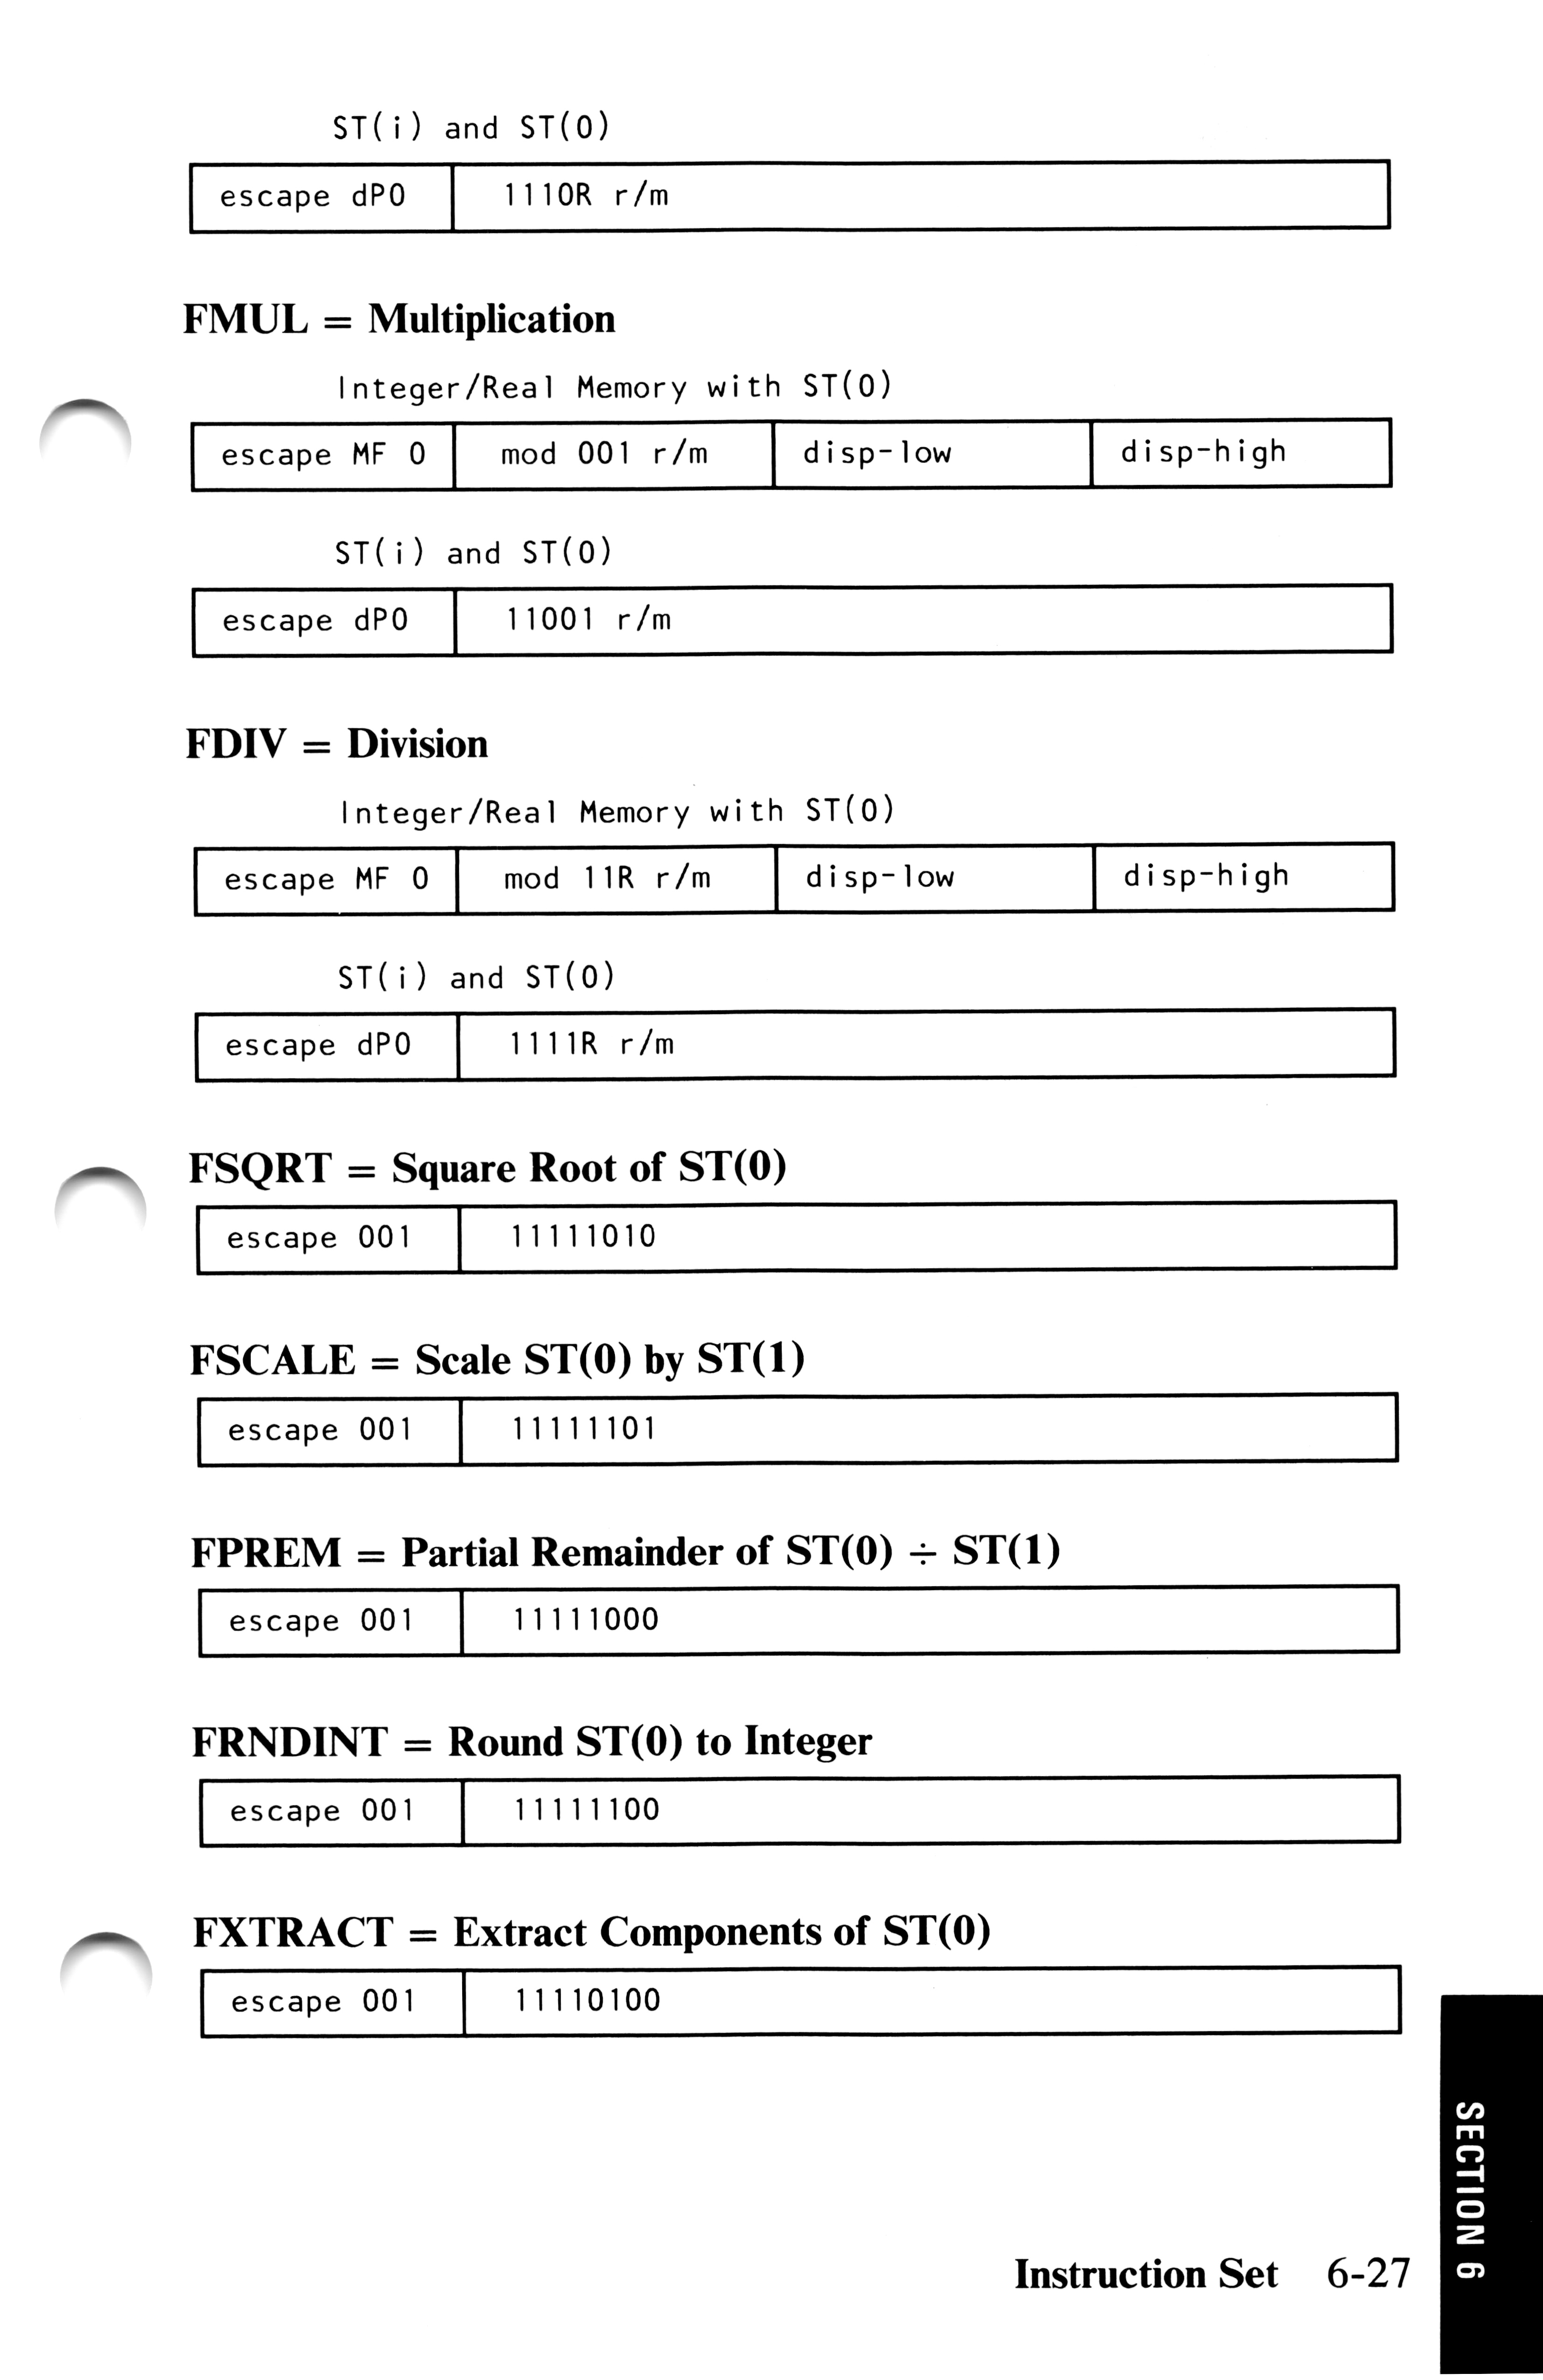 ST(i) and ST(0)
escape dP0 1110R r/m
FMUL = Multiplication
Integer/Real Memory with ST(0)
escape MF 0 mod 001 r/m disp-low disp-high
ST(i) and ST(0)
escape dP0 11001 r/m
FDIV = Division
Integer/Real Memory with ST(0)
escape MF 0 mod 11R r/m disp-low disp-high
ST(i) and ST(0)
escape dP0 1111R r/m
FSQRT = Square Root of ST(0)
escape 001 11111010
FSCALE = Scale ST(0) by ST(1)
escape 001 11111101
FPREM = Partial Remainder of ST(0) ÷ ST(1)
escape 001 11111000
FRNDINT = Round ST(0) to Integer
escape 001 11111100
FXTRACT = Extract Components of ST(0)
escape 001 11110100
SECTION 6
Instruction Set 6-27